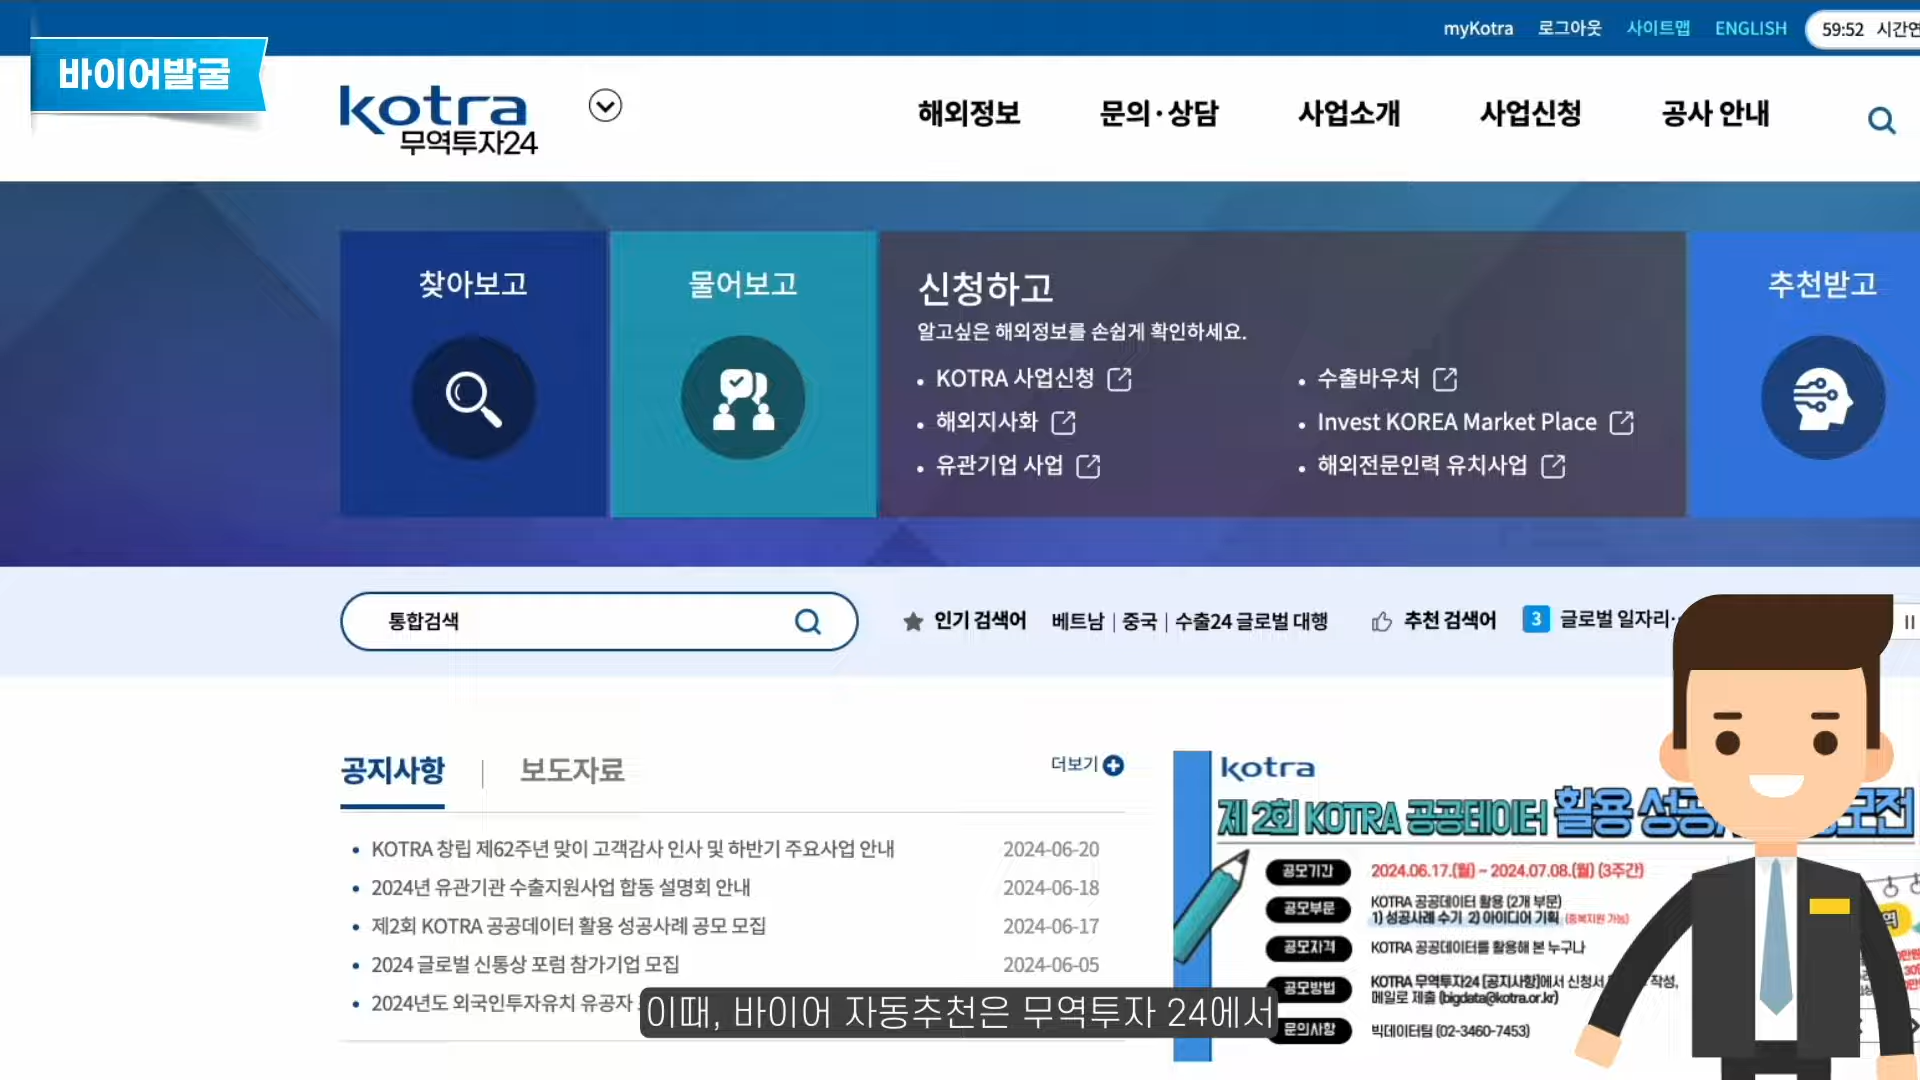 myKotra 로그아웃 사이트맵 ENGLISH 59:52 시간연
바이어발굴
kotra
무역투자24
해외정보 문의·상담 사업소개 사업신청 공사 안내
찾아보고
물어보고
신청하고
알고싶은 해외정보를 손쉽게 확인하세요.
KOTRA 사업신청
해외지사화
유관기업 사업
수출바우처
Invest KOREA Market Place
해외전문인력 유치사업
추천받고
통합검색
인기 검색어 베트남 | 중국 | 수출24 글로벌 대행
추천 검색어 3 글로벌 일자리
공지사항 보도자료 더보기
KOTRA 창립 제62주년 맞이 고객감사 인사 및 하반기 주요사업 안내 2024-06-20
2024년 유관기관 수출지원사업 합동 설명회 안내 2024-06-18
제2회 KOTRA 공공데이터 활용 성공사례 공모 모집 2024-06-17
2024 글로벌 신통상 포럼 참가기업 모집 2024-06-05
2024년도 외국인투자유치 유공자
kotra
제 2회 KOTRA 공공데이터 활용 성공
모전
공모기간 2024.06.17.(월) ~ 2024.07.08.(월) (3주간)
공모부문 KOTRA 공공데이터 활용 (2개 부문)
1) 성공사례 수기 2) 아이디어 기획 (중복지원 가능)
공모자격 KOTRA 공공데이터를 활용해 본 누구나
공모방법 KOTRA 무역투자24 [공지사항]에서 신청서 작성,
메일로 제출 (bigdata@kotra.or.kr)
문의사항 빅데이터팀 (02-3460-7453)
이때, 바이어 자동추천은 무역투자 24에서